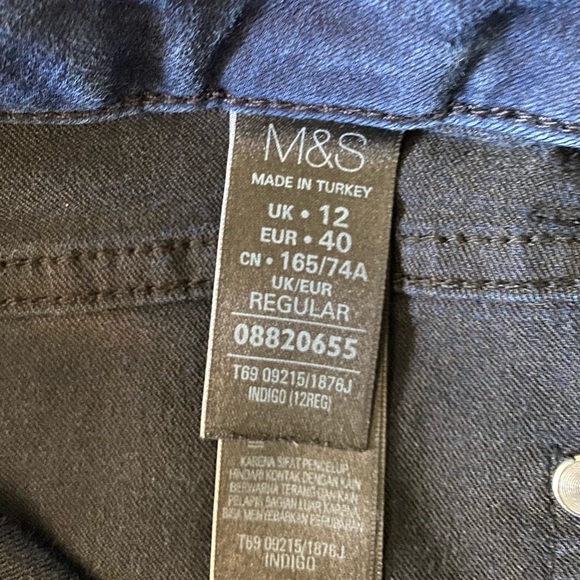 M&S
MADE IN TURKEY
UK • 12
EUR • 40
CN • 165/74A
UK/EUR
REGULAR
08820655
T69 09215/1876J
INDIGO (12REG)
KARENA SIFAT PENCELUP
HINDARI KONTAK DENGAN KAIN
BERWARNA TERANG DAN KAIN
PELAPIS BAGIAN LUAR KARENA
BISA MENYEBABKAN PERUBAHAN
T69 09215/1876J
INDIGO